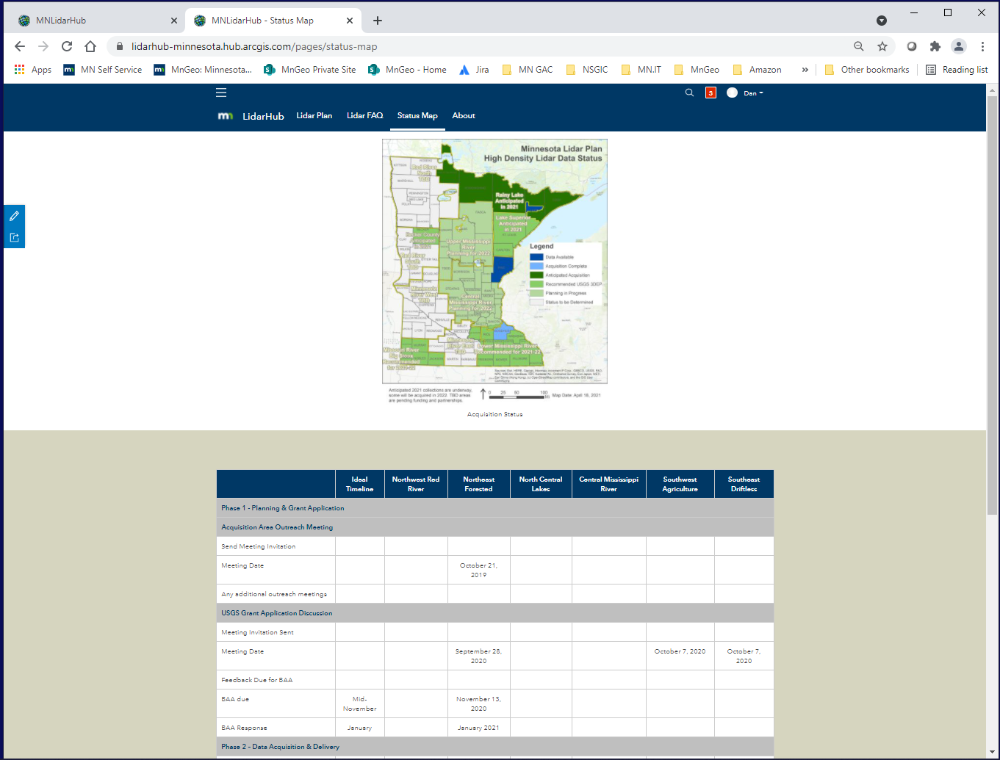 MNLidarHub
MNLidarHub - Status Map
lidarhub-minnesota.hub.arcgis.com/pages/status-map
Apps
MN Self Service
MnGeo: Minnesota...
MnGeo Private Site
MnGeo - Home
Jira
MN GAC
NSGIC
MN.IT
MnGeo
Amazon
»
Other bookmarks
Reading list
3
Dan
mn LidarHub
Lidar Plan
Lidar FAQ
Status Map
About
Minnesota Lidar Plan
High Density Lidar Data Status
Red River
North
TBD
Rainy Lake
Anticipated
in 2021
Lake Superior
Anticipated
in 2021
Becker County
Anticipated
in 2022
Upper Mississippi
River
Planning for 2022
Red River
South
TBD
Minnesota
River West
TBD
Central
Mississippi River
Planning for 2022
Minnesota
River East
TBD
Lower Mississippi River
Recommended for 2021-22
Missouri River
Big Sioux
Recommended
for 2021-22
Legend
Data Available
Acquisition Complete
Anticipated Acquisition
Recommended USGS 3DEP
Planning in Progress
Status to be Determined
Anticipated 2021 collections are underway,
some will be acquired in 2022. TBD areas
are pending funding and partnerships.
0 25 50 100
Mi
Map Date: April 16, 2021
Acquisition Status
Ideal Timeline
Northwest Red River
Northeast Forested
North Central Lakes
Central Mississippi River
Southwest Agriculture
Southeast Driftless
Phase 1 - Planning & Grant Application
Acquisition Area Outreach Meeting
Send Meeting Invitation
Meeting Date
October 21, 2019
Any additional outreach meetings
USGS Grant Application Discussion
Meeting Invitation Sent
Meeting Date
September 28, 2020
October 7, 2020
October 7, 2020
Feedback Due for BAA
BAA due
Mid-November
November 13, 2020
BAA Response
January
January 2021
Phase 2 - Data Acquisition & Delivery